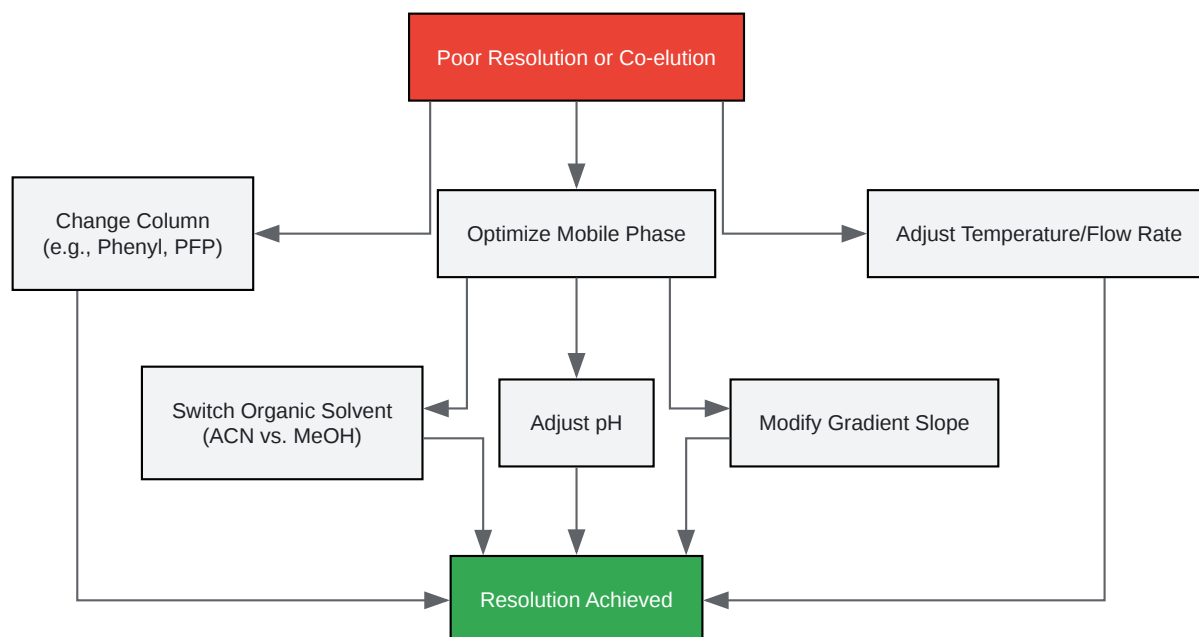 Poor Resolution or Co-elution
Change Column
(e.g., Phenyl, PFP)
Optimize Mobile Phase
Adjust Temperature/Flow Rate
Switch Organic Solvent
(ACN vs. MeOH)
Adjust pH
Modify Gradient Slope
Resolution Achieved